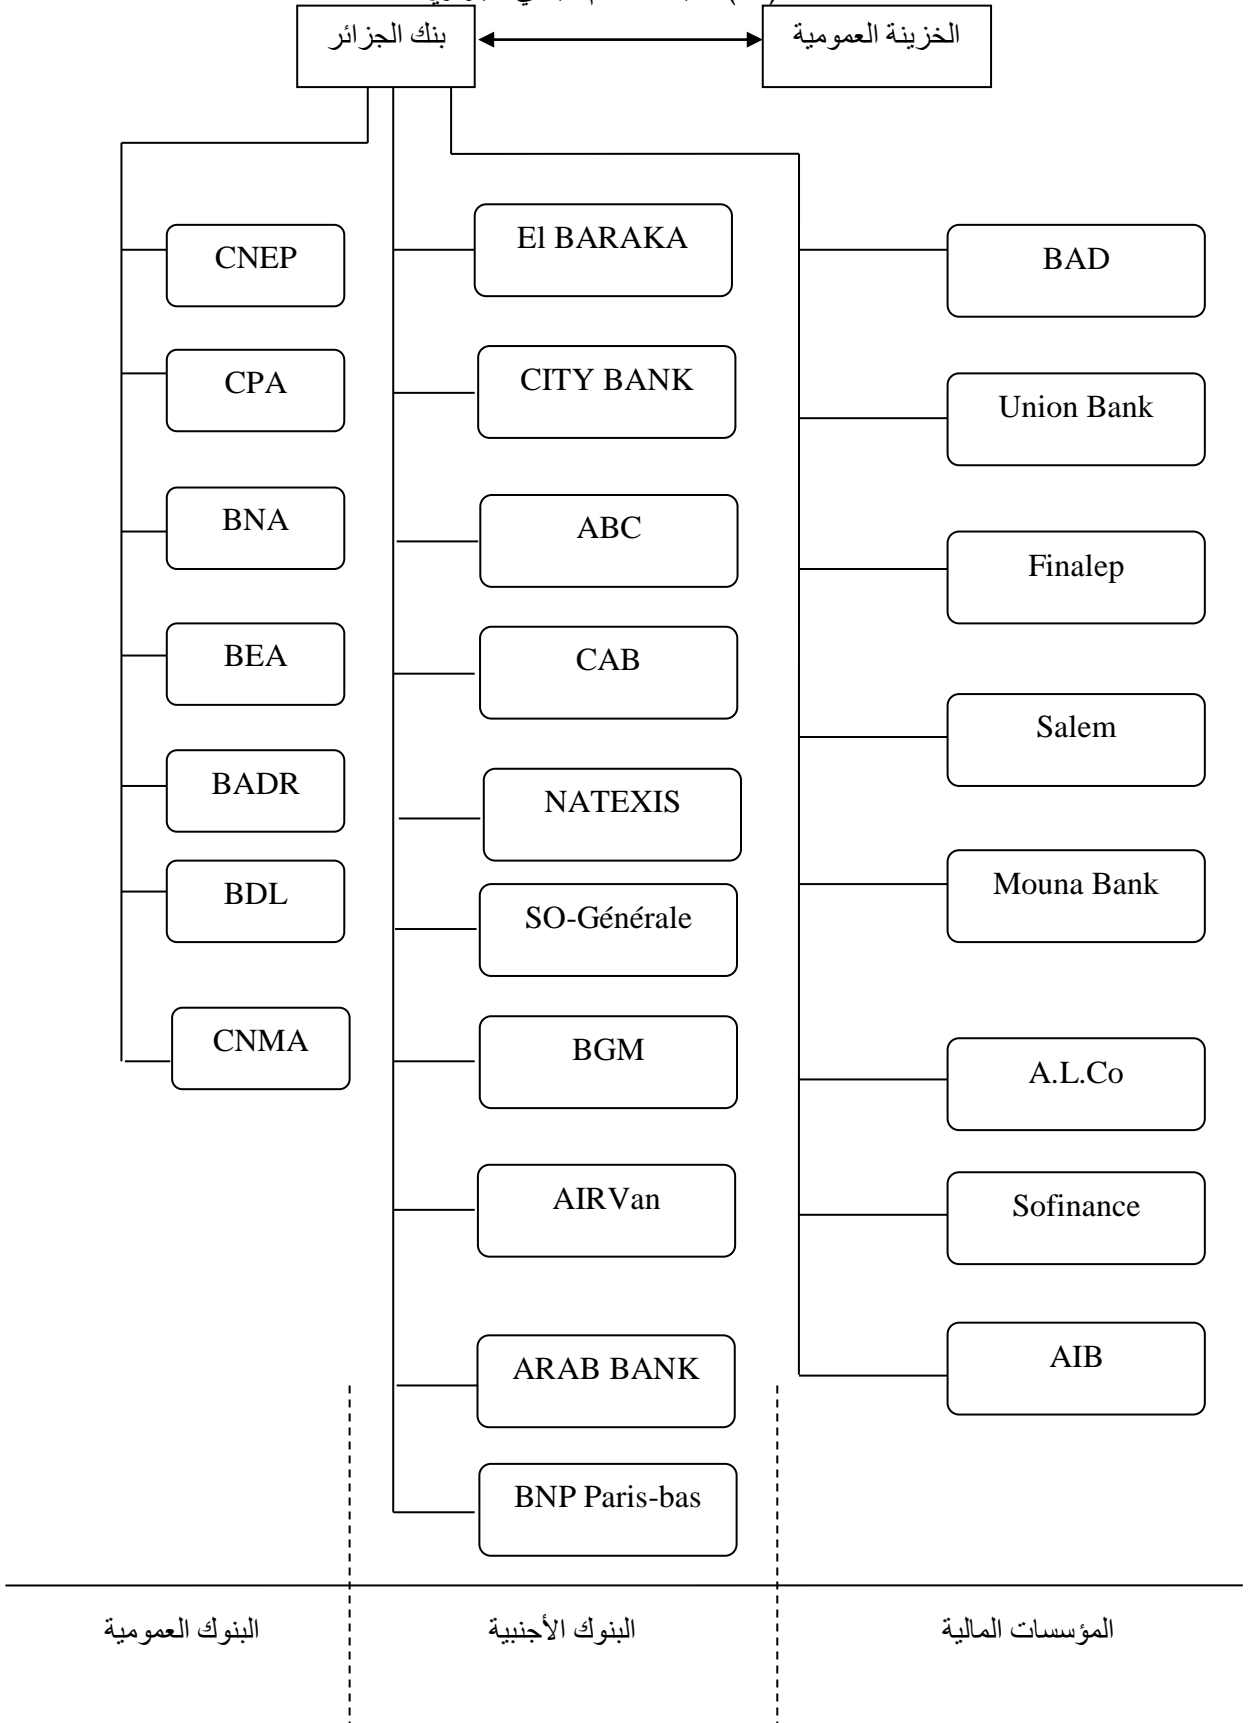 بنك الجزائر
الخزينة العمومية
CNEP
CPA
BNA
BEA
BADR
BDL
CNMA
El BARAKA
CITY BANK
ABC
CAB
NATEXIS
SO-Générale
BGM
AIRVan
ARAB BANK
BNP Paris-bas
BAD
Union Bank
Finalep
Salem
Mouna Bank
A.L.Co
Sofinance
AIB
البنوك العمومية
البنوك الأجنبية
المؤسسات المالية